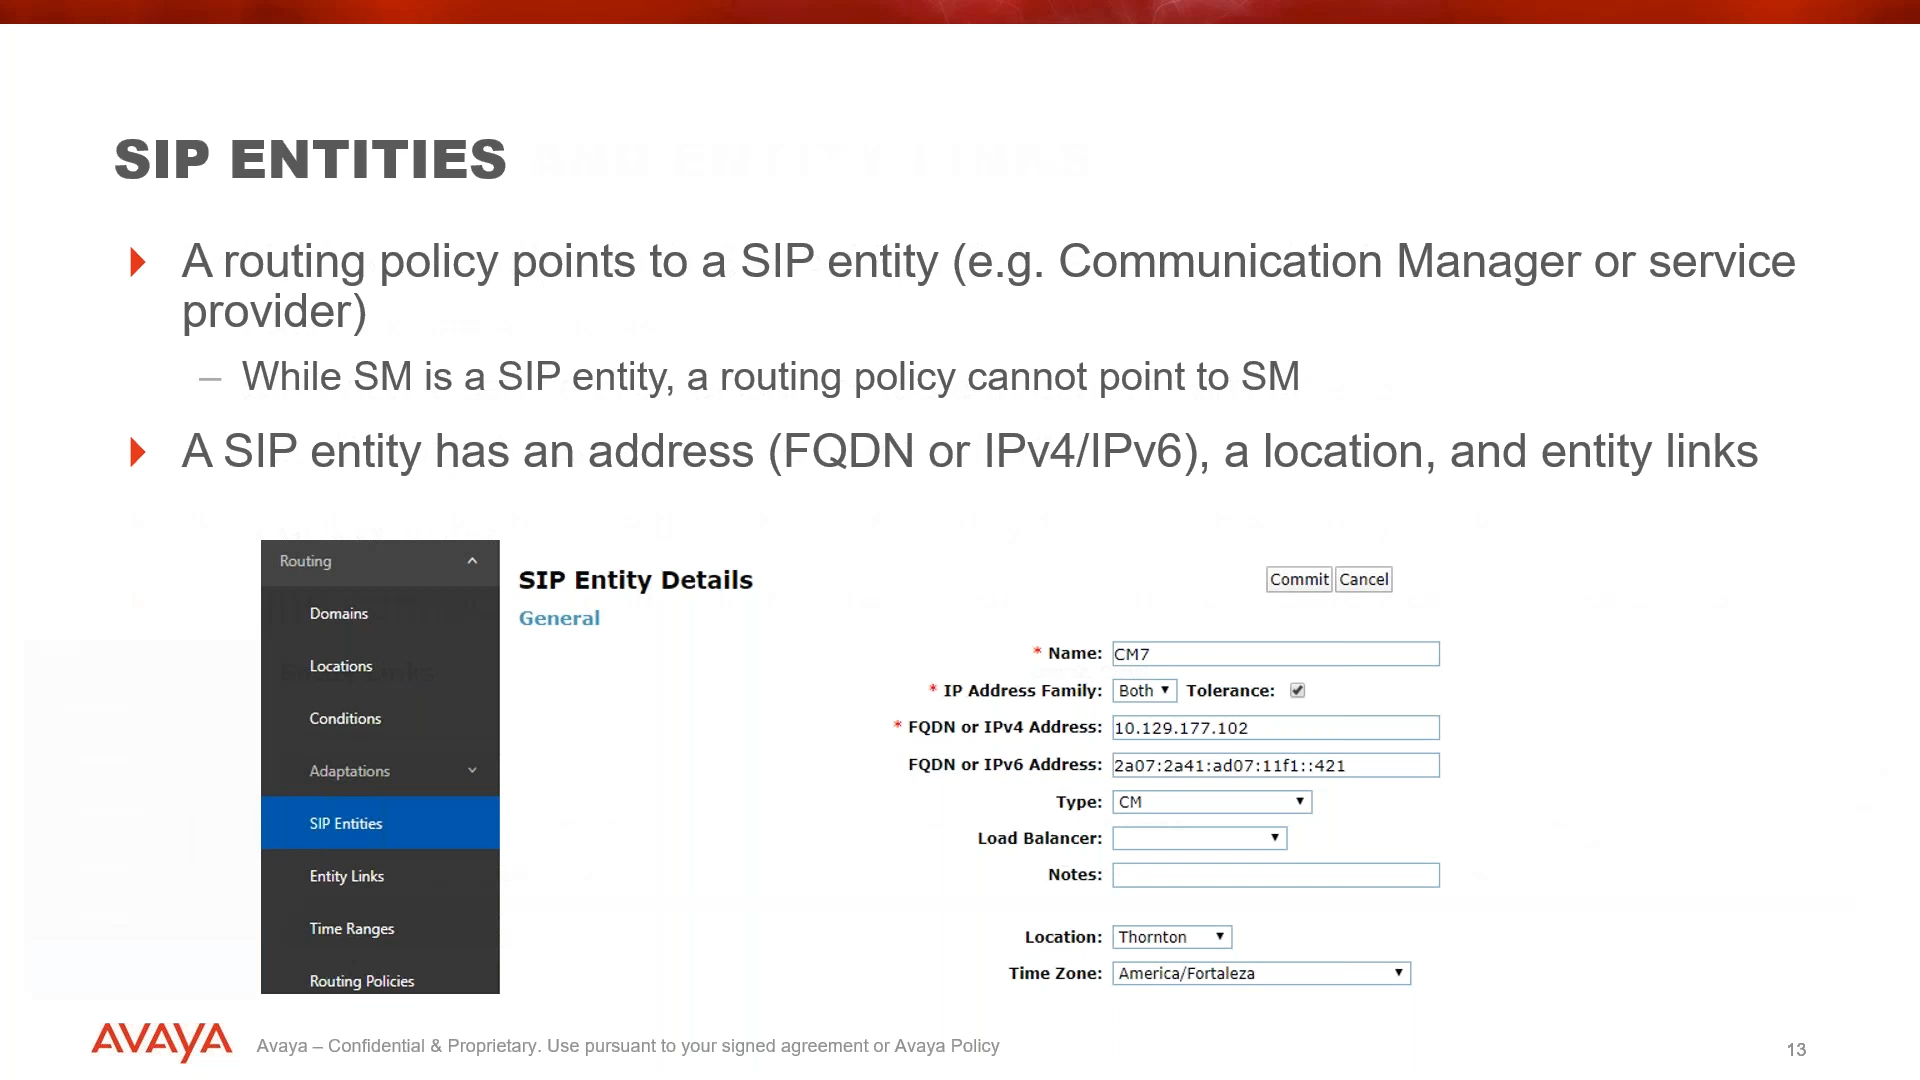 SIP ENTITIES
A routing policy points to a SIP entity (e.g. Communication Manager or service
provider)
– While SM is a SIP entity, a routing policy cannot point to SM
A SIP entity has an address (FQDN or IPv4/IPv6), a location, and entity links
Routing
Domains
Locations
Conditions
Adaptations
SIP Entities
Entity Links
Time Ranges
Routing Policies
SIP Entity Details
Commit Cancel
General
* Name: CM7
* IP Address Family: Both Tolerance:
* FQDN or IPv4 Address: 10.129.177.102
FQDN or IPv6 Address: 2a07:2a41:ad07:11f1::421
Type: CM
Load Balancer:
Notes:
Location: Thornton
Time Zone: America/Fortaleza
AVAYA
Avaya – Confidential & Proprietary. Use pursuant to your signed agreement or Avaya Policy
13